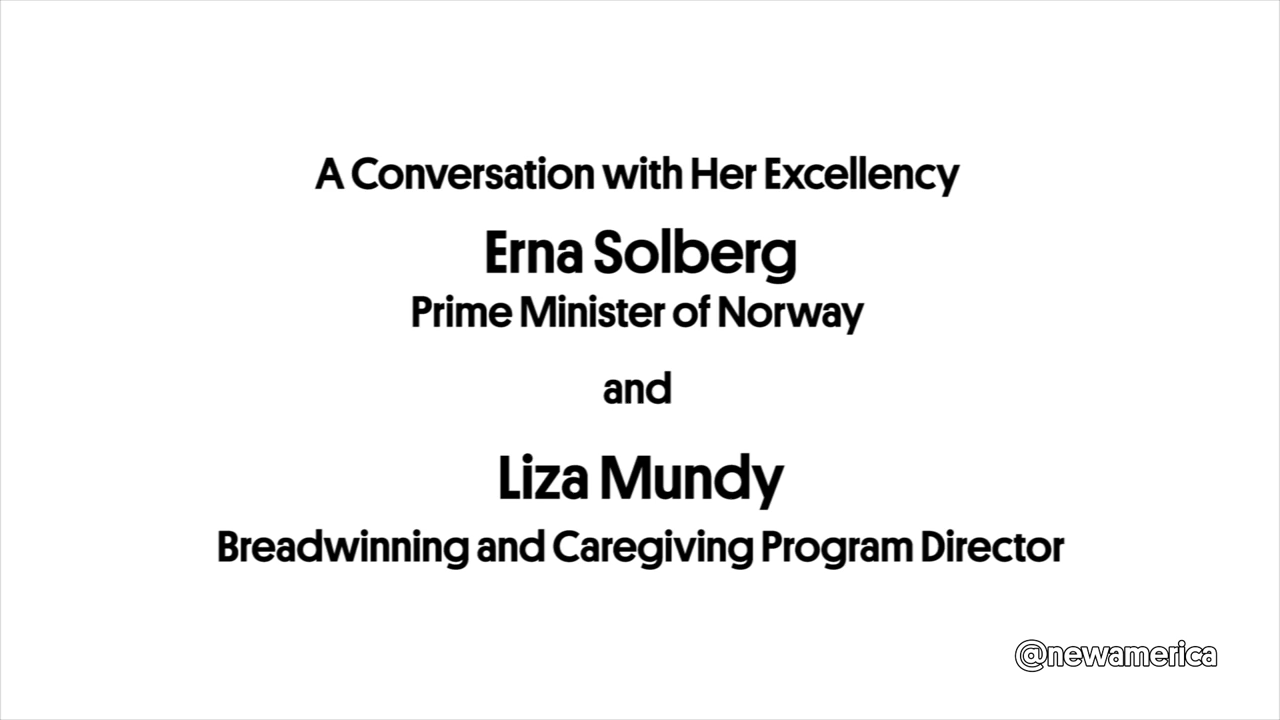 A Conversation with Her Excellency
Erna Solberg
Prime Minister of Norway
and
Liza Mundy
Breadwinning and Caregiving Program Director
@newamerica